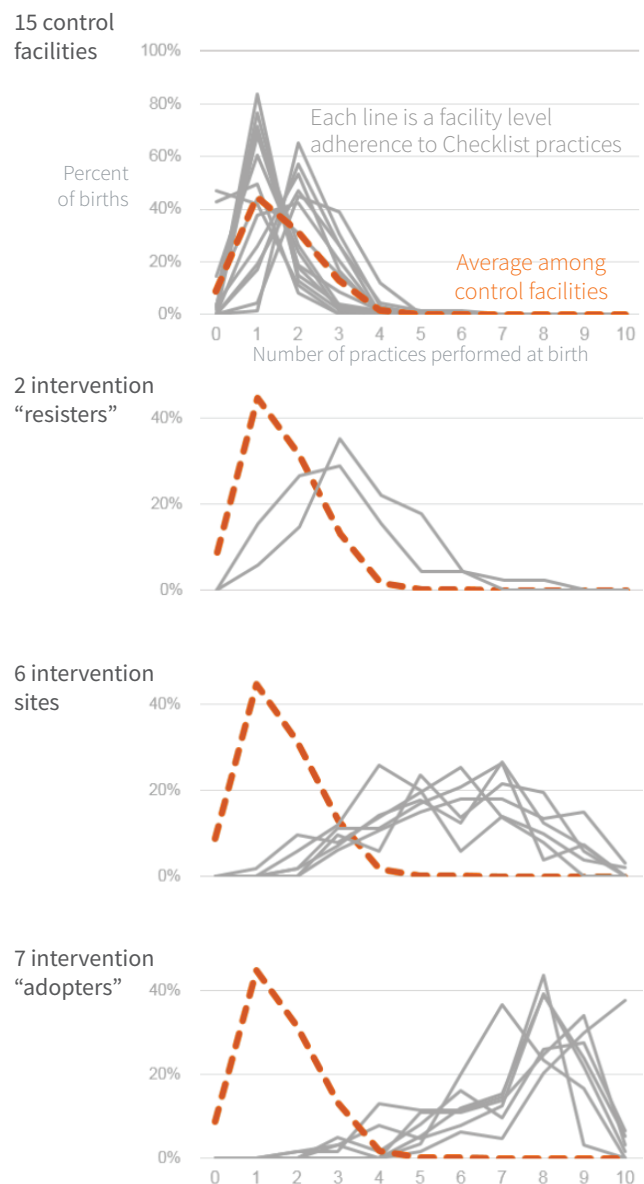 15 control
facilities
100%
80%
60%
40%
20%
0%
Percent
of births
Each line is a facility level
adherence to Checklist practices
Average among
control facilities
0 1 2 3 4 5 6 7 8 9 10
Number of practices performed at birth
2 intervention
“resisters”
40%
20%
0%
6 intervention
sites
40%
20%
0%
7 intervention
“adopters”
40%
20%
0%
0 1 2 3 4 5 6 7 8 9 10